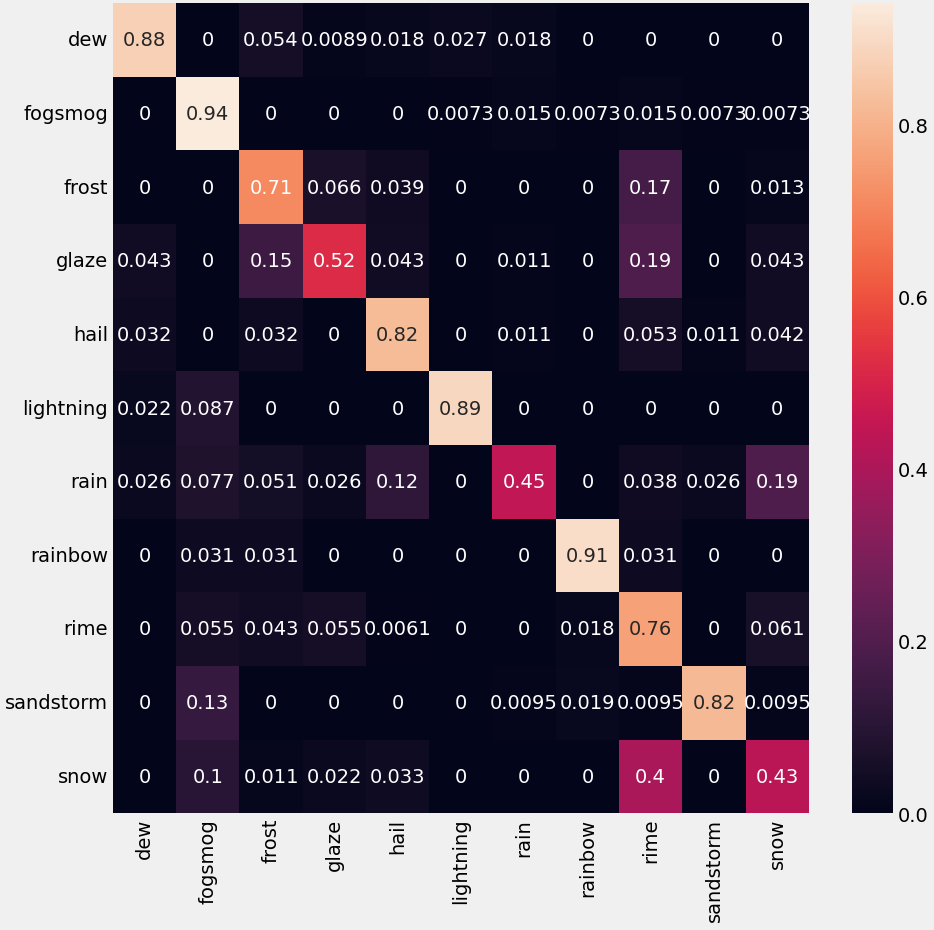 dew 0.88 0 0.054 0.0089 0.018 0.027 0.018 0 0 0 0
fogsmog 0 0.94 0 0 0 0.0073 0.015 0.0073 0.015 0.0073 0.0073
0.8
frost 0 0 0.71 0.066 0.039 0 0 0 0.17 0 0.013
glaze 0.043 0 0.15 0.52 0.043 0 0.011 0 0.19 0 0.043
0.6
hail 0.032 0 0.032 0 0.82 0 0.011 0 0.053 0.011 0.042
lightning 0.022 0.087 0 0 0 0.89 0 0 0 0 0
0.4
rain 0.026 0.077 0.051 0.026 0.12 0 0.45 0 0.038 0.026 0.19
rainbow 0 0.031 0.031 0 0 0 0 0.91 0.031 0 0
rime 0 0.055 0.043 0.055 0.0061 0 0 0.018 0.76 0 0.061
0.2
sandstorm 0 0.13 0 0 0 0 0.0095 0.019 0.0095 0.82 0.0095
snow 0 0.1 0.011 0.022 0.033 0 0 0 0.4 0 0.43
0.0
dew fogsmog frost glaze hail lightning rain rainbow rime sandstorm snow